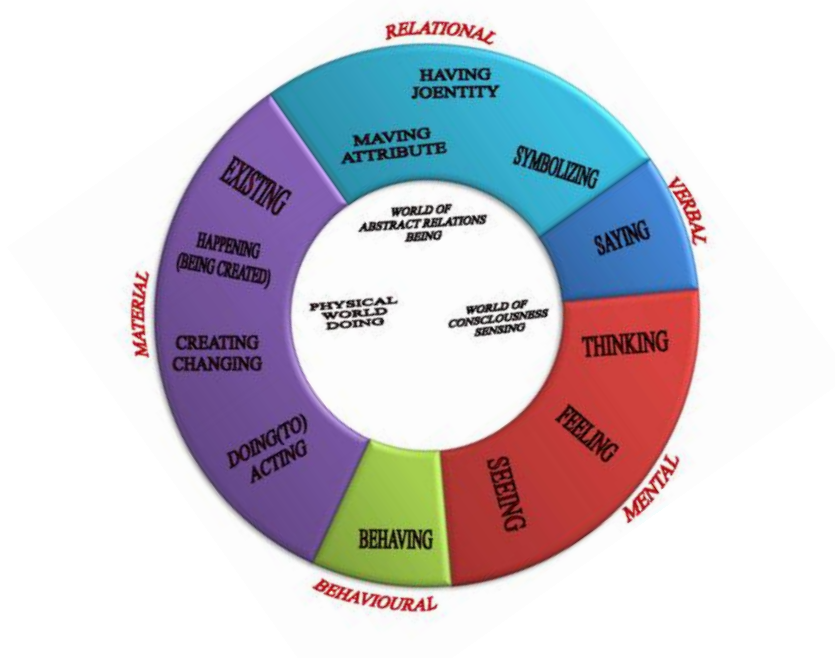 RELATIONAL
HAVING
JOENTITY
MAVING
ATTRIBUTE
SYMBOLIZING
VERBAL
SAYING
EXISTING
HAPPENING
(BEING CREATED)
WORLD OF
ABSTRACT RELATIONS
BEING
PHYSICAL
WORLD
DOING
WORLD OF
CONSCLOUSNESS
SENSING
MATERIAL
CREATING
CHANGING
THINKING
FEELING
DOING(TO)
ACTING
SEEING
MENTAL
BEHAVING
BEHAVIOURAL